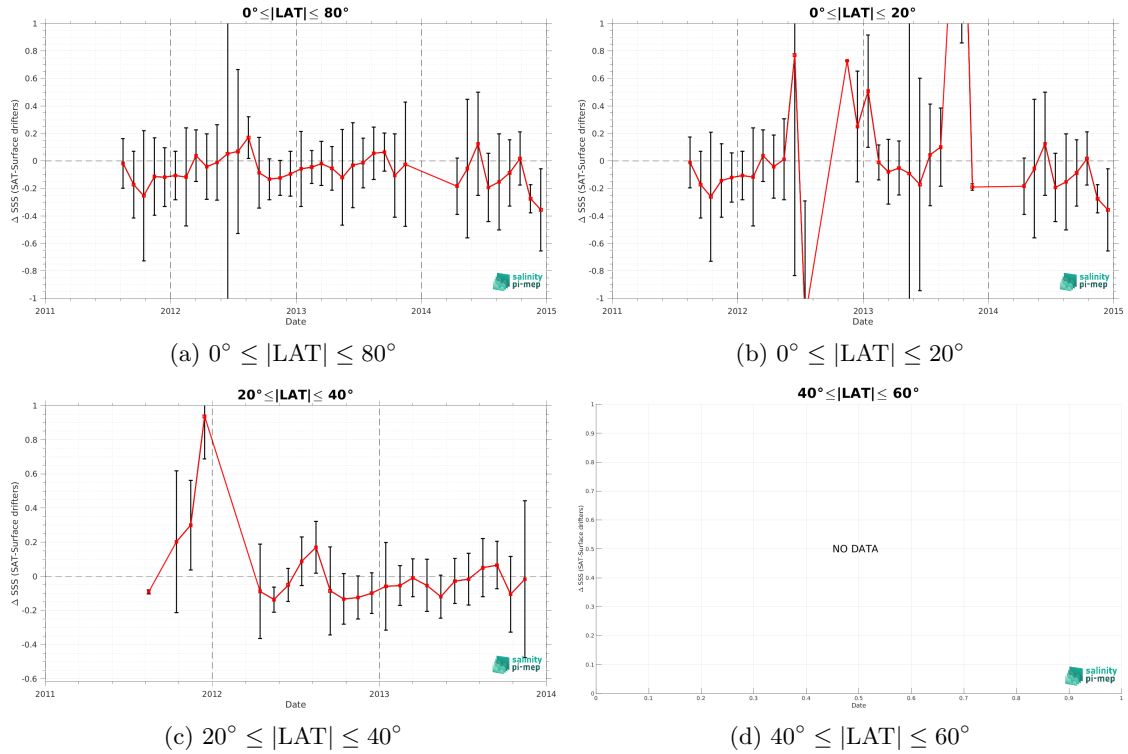 0°≤|LAT|≤ 80°
Δ SSS (SAT-Surface drifters)
1
0.8
0.6
0.4
0.2
0
-0.2
-0.4
-0.6
-0.8
-1
2011
2012
2013
2014
2015
Date
salinity
pi-mep
(a) 0° ≤ |LAT| ≤ 80°
0°≤|LAT|≤ 20°
Δ SSS (SAT-Surface drifters)
1
0.8
0.6
0.4
0.2
0
-0.2
-0.4
-0.6
-0.8
-1
2011
2012
2013
2014
2015
Date
salinity
pi-mep
(b) 0° ≤ |LAT| ≤ 20°
20°≤|LAT|≤ 40°
Δ SSS (SAT-Surface drifters)
1
0.8
0.6
0.4
0.2
0
-0.2
-0.4
-0.6
2011
2012
2013
2014
Date
salinity
pi-mep
(c) 20° ≤ |LAT| ≤ 40°
40°≤|LAT|≤ 60°
Δ SSS (SAT-Surface drifters)
1
0.9
0.8
0.7
0.6
0.5
0.4
0.3
0.2
0.1
0
NO DATA
0
0.1
0.2
0.3
0.4
0.5
0.6
0.7
0.8
0.9
1
Date
salinity
pi-mep
(d) 40° ≤ |LAT| ≤ 60°